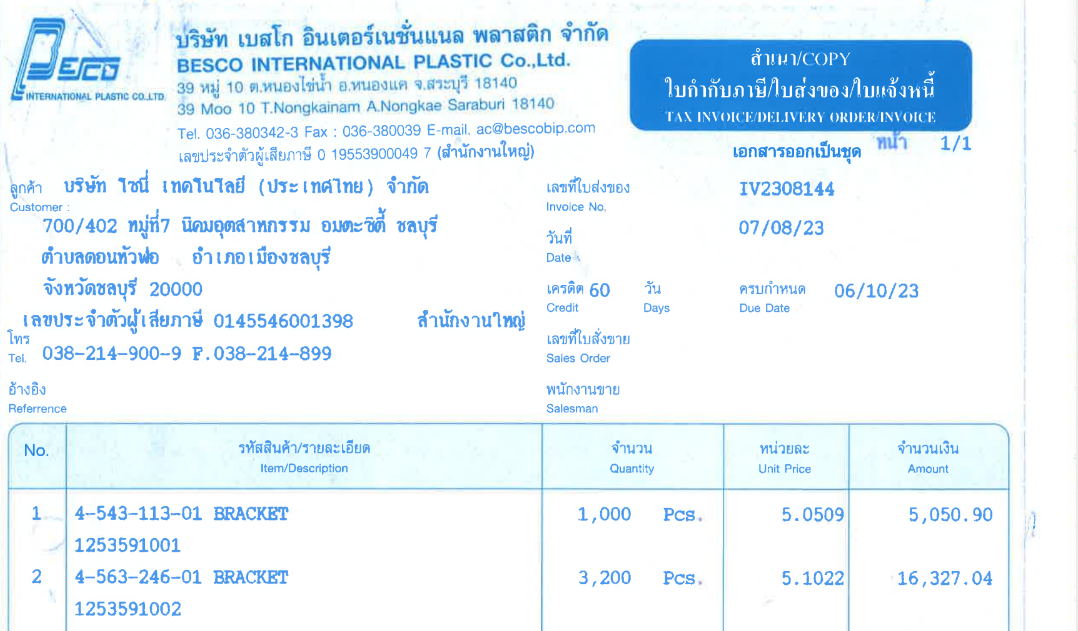 BESCO
INTERNATIONAL PLASTIC CO.,LTD.
บริษัท เบสโก อินเตอร์เนชั่นแนล พลาสติก จำกัด
BESCO INTERNATIONAL PLASTIC Co.,Ltd.
39 หมู่ 10 ต.หนองไข่น้ำ อ.หนองแค จ.สระบุรี 18140
39 Moo 10 T.Nongkainam A.Nongkae Saraburi 18140
Tel. 036-380342-3 Fax : 036-380039 E-mail. ac@bescobip.com
เลขประจำตัวผู้เสียภาษี 0 19553900049 7 (สำนักงานใหญ่)
สำเนา/COPY
ใบกำกับภาษี/ใบส่งของ/ใบแจ้งหนี้
TAX INVOICE/DELIVERY ORDER/INVOICE
เอกสารออกเป็นชุด หน้า 1/1
ลูกค้า บริษัท โซนี่ เทคโนโลยี (ประเทศไทย) จำกัด
Customer :
700/402 หมู่ที่7 นิคมอุตสาหกรรม อมตะซิตี้ ชลบุรี
ตำบลดอนหัวฬ่อ อำเภอเมืองชลบุรี
จังหวัดชลบุรี 20000
เลขประจำตัวผู้เสียภาษี 0145546001398 สำนักงานใหญ่
โทร
Tel. 038-214-900-9 F.038-214-899
อ้างอิง
Referrence
เลขที่ใบส่งของ IV2308144
Invoice No.
วันที่ 07/08/23
Date
เครดิต 60 วัน ครบกำหนด 06/10/23
Credit Days Due Date
เลขที่ใบสั่งขาย
Sales Order
พนักงานขาย
Salesman
No. รหัสสินค้า/รายละเอียด จำนวน หน่วยละ จำนวนเงิน
Item/Description Quantity Unit Price Amount
1 4-543-113-01 BRACKET 1,000 Pcs. 5.0509 5,050.90
1253591001
2 4-563-246-01 BRACKET 3,200 Pcs. 5.1022 16,327.04
1253591002